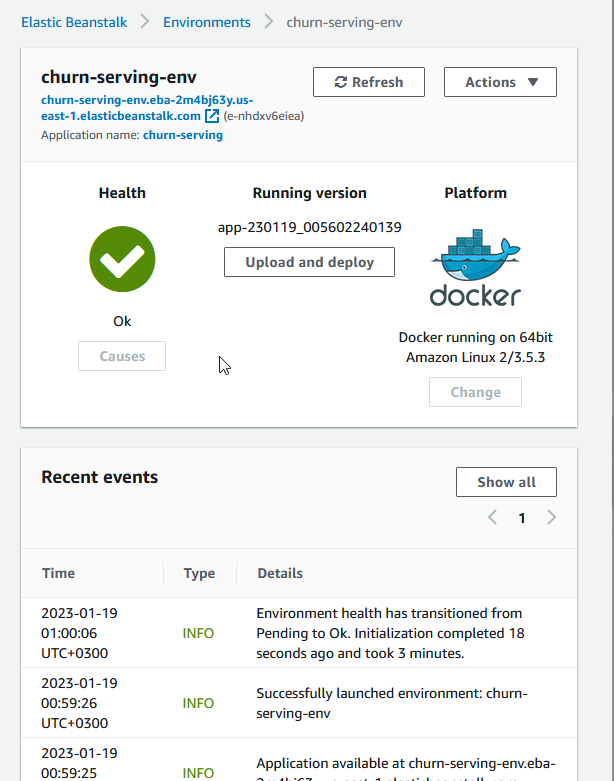 Elastic Beanstalk > Environments > churn-serving-env
churn-serving-env
Refresh
Actions ▼
churn-serving-env.eba-2m4bj63y.us-
east-1.elasticbeanstalk.com (e-nhdxv6eiea)
Application name: churn-serving
Health
Running version
Platform
app-230119_005602240139
Upload and deploy
docker
Ok
Causes
Docker running on 64bit
Amazon Linux 2/3.5.3
Change
Recent events
Show all
< 1 >
Time Type Details
2023-01-19
01:00:06
UTC+0300
INFO
Environment health has transitioned from
Pending to Ok. Initialization completed 18
seconds ago and took 3 minutes.
2023-01-19
00:59:26
UTC+0300
INFO
Successfully launched environment: churn-
serving-env
2023-01-19
00:59:25
INFO
Application available at churn-serving-env.eba-